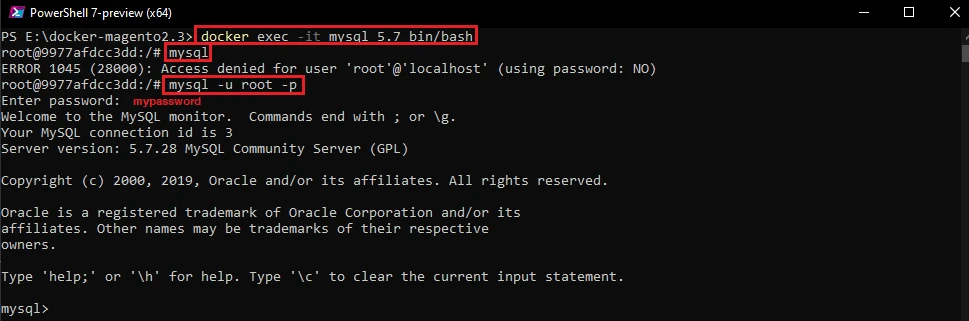 PowerShell 7-preview (x64)
PS E:\docker-magento2.3> docker exec -it mysql 5.7 bin/bash
root@9977afdcc3dd:/# mysql
ERROR 1045 (28000): Access denied for user 'root'@'localhost' (using password: NO)
root@9977afdcc3dd:/# mysql -u root -p
Enter password: mypassword
Welcome to the MySQL monitor.  Commands end with ; or \g.
Your MySQL connection id is 3
Server version: 5.7.28 MySQL Community Server (GPL)
Copyright (c) 2000, 2019, Oracle and/or its affiliates. All rights reserved.
Oracle is a registered trademark of Oracle Corporation and/or its
affiliates. Other names may be trademarks of their respective
owners.
Type 'help;' or '\h' for help. Type '\c' to clear the current input statement.
mysql>